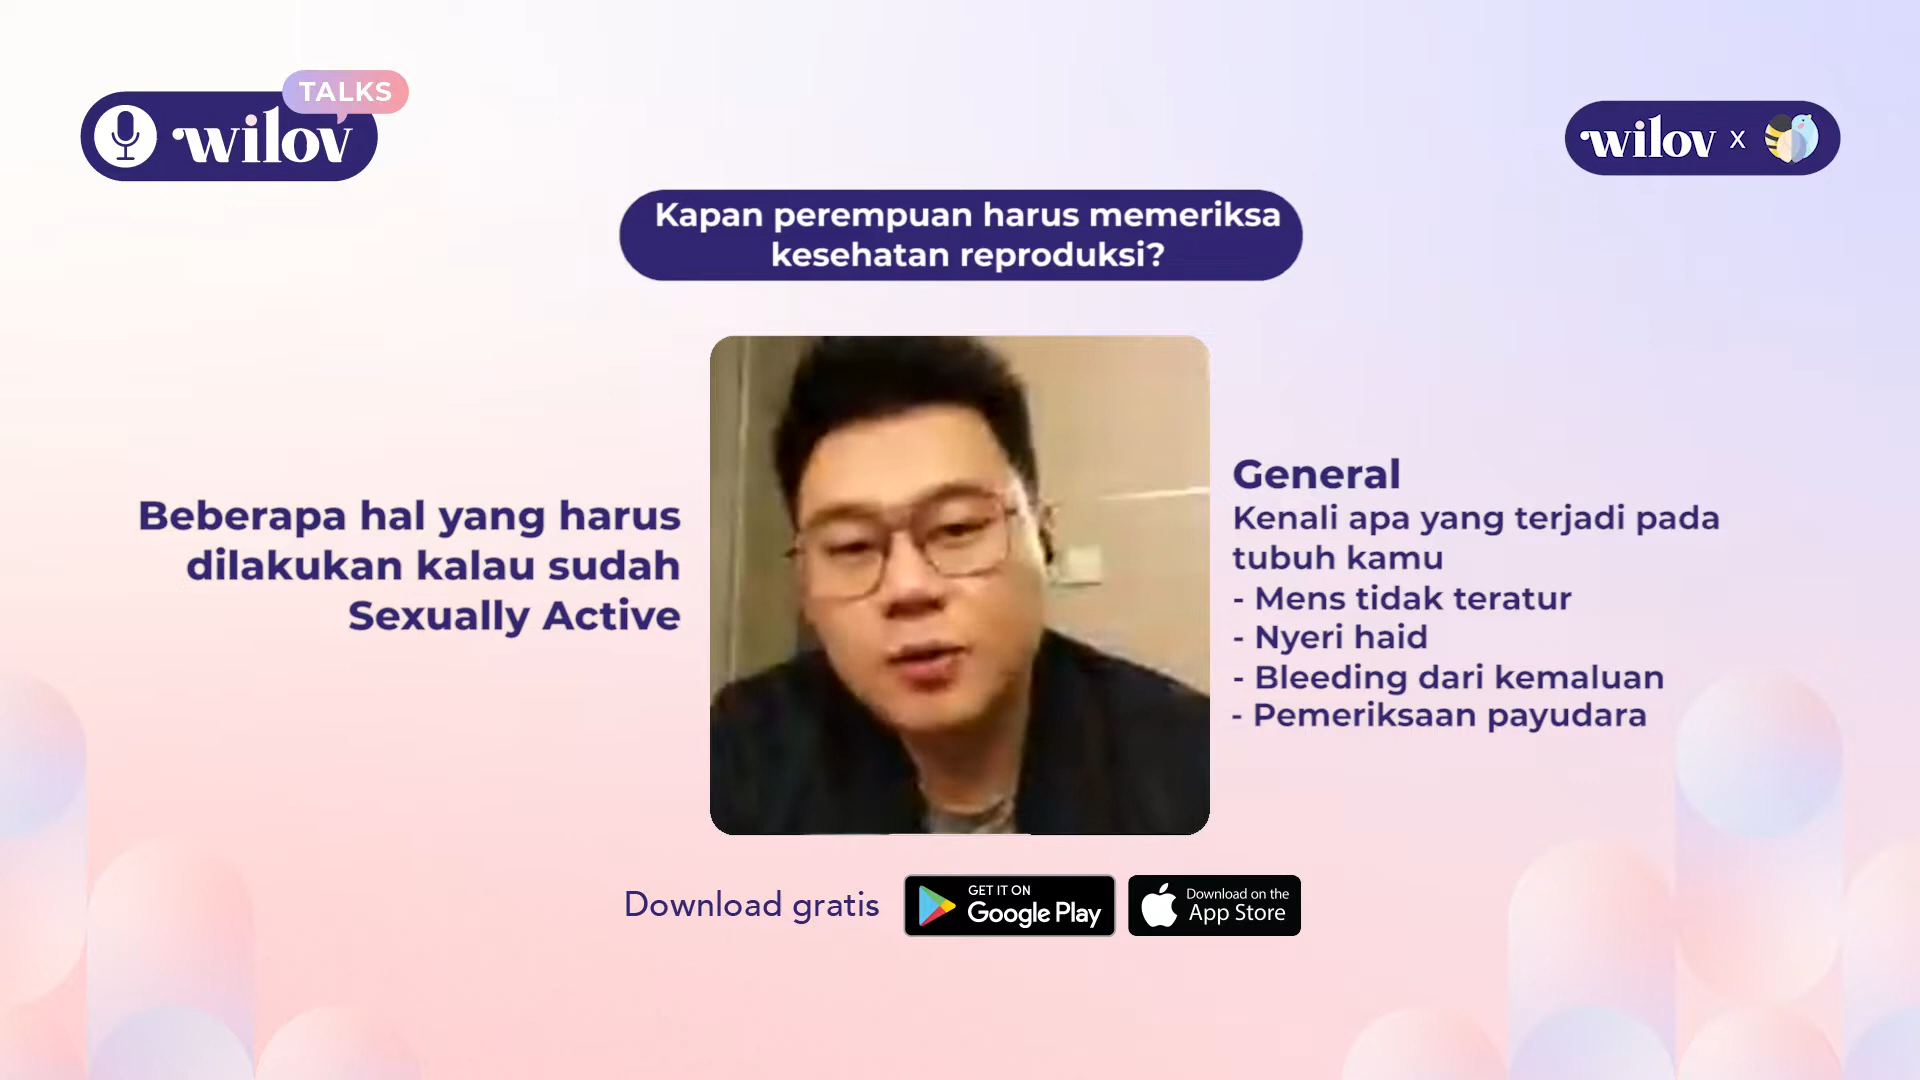 TALKS
wilov
wilov x
Kapan perempuan harus memeriksa
kesehatan reproduksi?
Beberapa hal yang harus
dilakukan kalau sudah
Sexually Active
General
Kenali apa yang terjadi pada
tubuh kamu
- Mens tidak teratur
- Nyeri haid
- Bleeding dari kemaluan
- Pemeriksaan payudara
Download gratis
GET IT ON
Google Play
Download on the
App Store